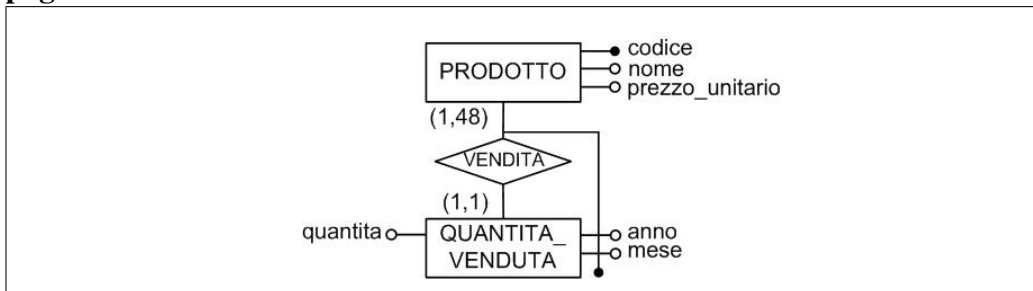 codice
PRODOTTO
nome
prezzo_unitario
(1,48)
VENDITA
(1,1)
quantita
QUANTITA_
VENDUTA
anno
mese